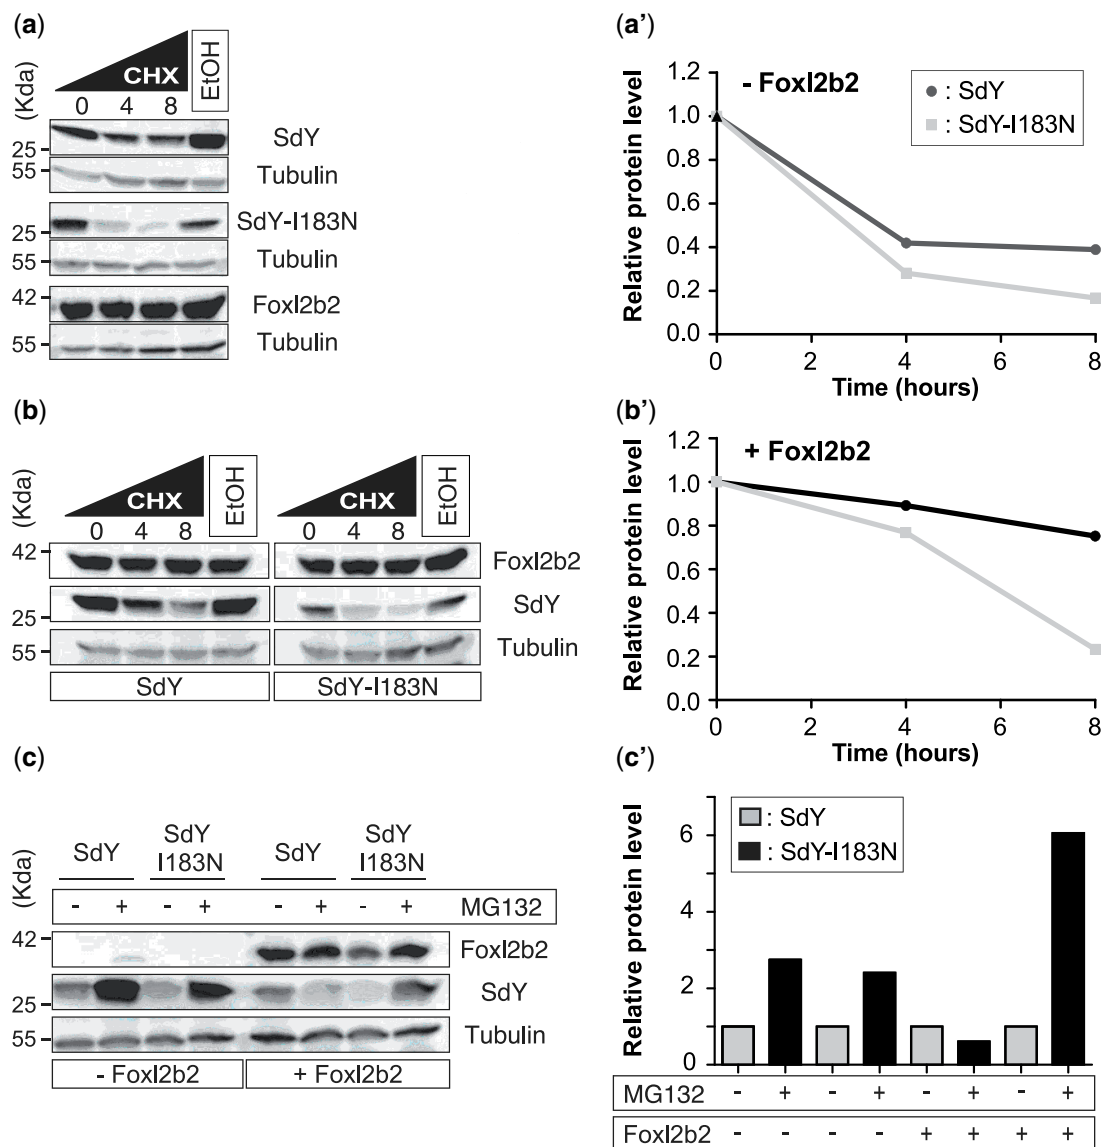 (a)
(Kda)
CHX
EtOH
0 4 8
25
SdY
55
Tubulin
25
SdY-I183N
55
Tubulin
42
Foxl2b2
55
Tubulin
(a')
Relative protein level
1.2
1.0
0.8
0.6
0.4
0.2
0.0
- Foxl2b2
: SdY
: SdY-I183N
0 2 4 6 8
Time (hours)
(b)
(Kda)
CHX
EtOH
CHX
EtOH
0 4 8
0 4 8
42
Foxl2b2
25
SdY
55
Tubulin
SdY
SdY-I183N
(b')
Relative protein level
1.2
1.0
0.8
0.6
0.4
0.2
0.0
+ Foxl2b2
0 2 4 6 8
Time (hours)
(c)
(Kda)
SdY
SdY
I183N
SdY
SdY
I183N
- + - + - + - + MG132
42
Foxl2b2
25
SdY
55
Tubulin
- Foxl2b2
+ Foxl2b2
(c')
Relative protein level
6
4
2
0
: SdY
: SdY-I183N
MG132 - + - + - + - +
Foxl2b2 - - - - + + + +